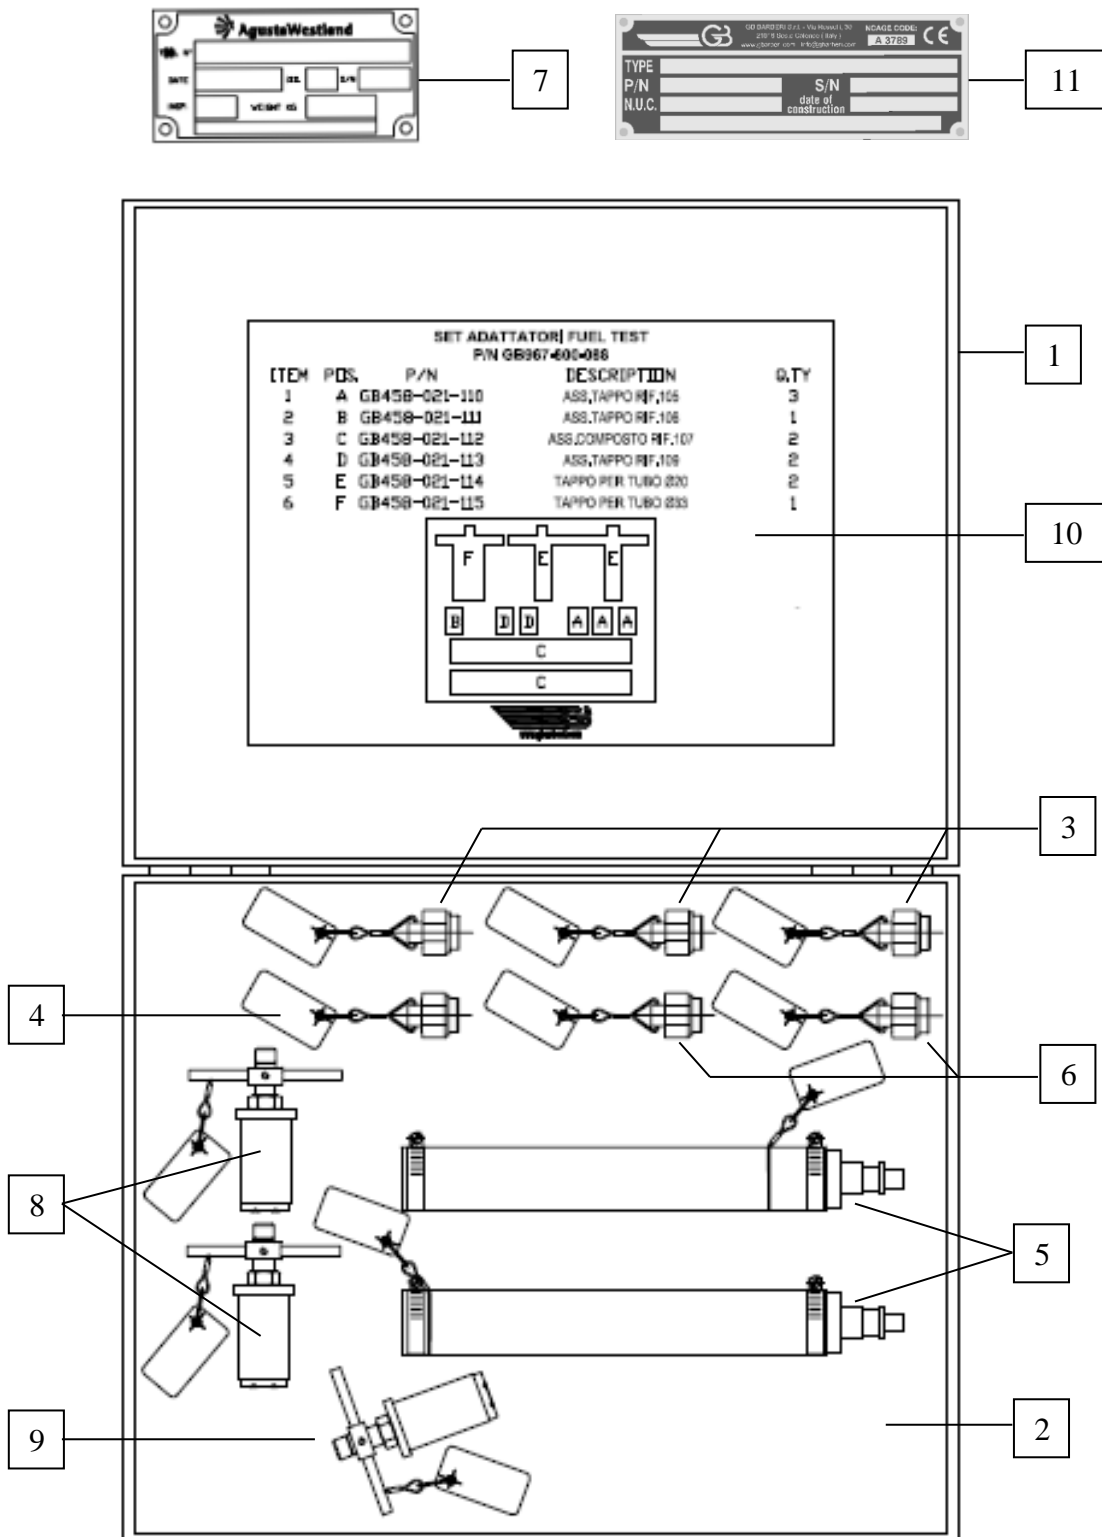 AgustaWestland
DATE
S/N
WEIGHT KG
7
GB
NCAGE CODE:
A 3789
CE
TYPE
P/N
S/N
N.U.C.
date of
construction
11
1
SET ADATTATORI FUEL TEST
P/N GB967-600-066
ITEM POS. P/N DESCRIPTION Q.TY
1 A GB458-021-110 ASS.TAPPO RIF.105 3
2 B GB458-021-111 ASS.TAPPO RIF.106 1
3 C GB458-021-112 ASS.COMPOSTO RIF.107 2
4 D GB458-021-113 ASS.TAPPO RIF.109 2
5 E GB458-021-114 TAPPO PER TUBO Ø20 2
6 F GB458-021-115 TAPPO PER TUBO Ø33 1
10
F E E
B D D A A A
C
C
3
4
6
8
5
9
2